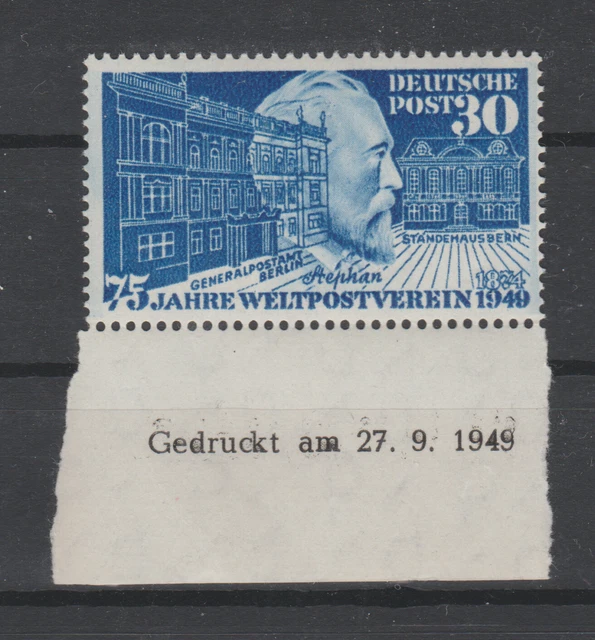 DEUTSCHE
POST 30
STÄNDEHAUS BERN
GENERALPOSTAMT
BERLIN
Stephan
1874
75 JAHRE WELTPOSTVEREIN 1949
Gedruckt am 27. 9. 1949